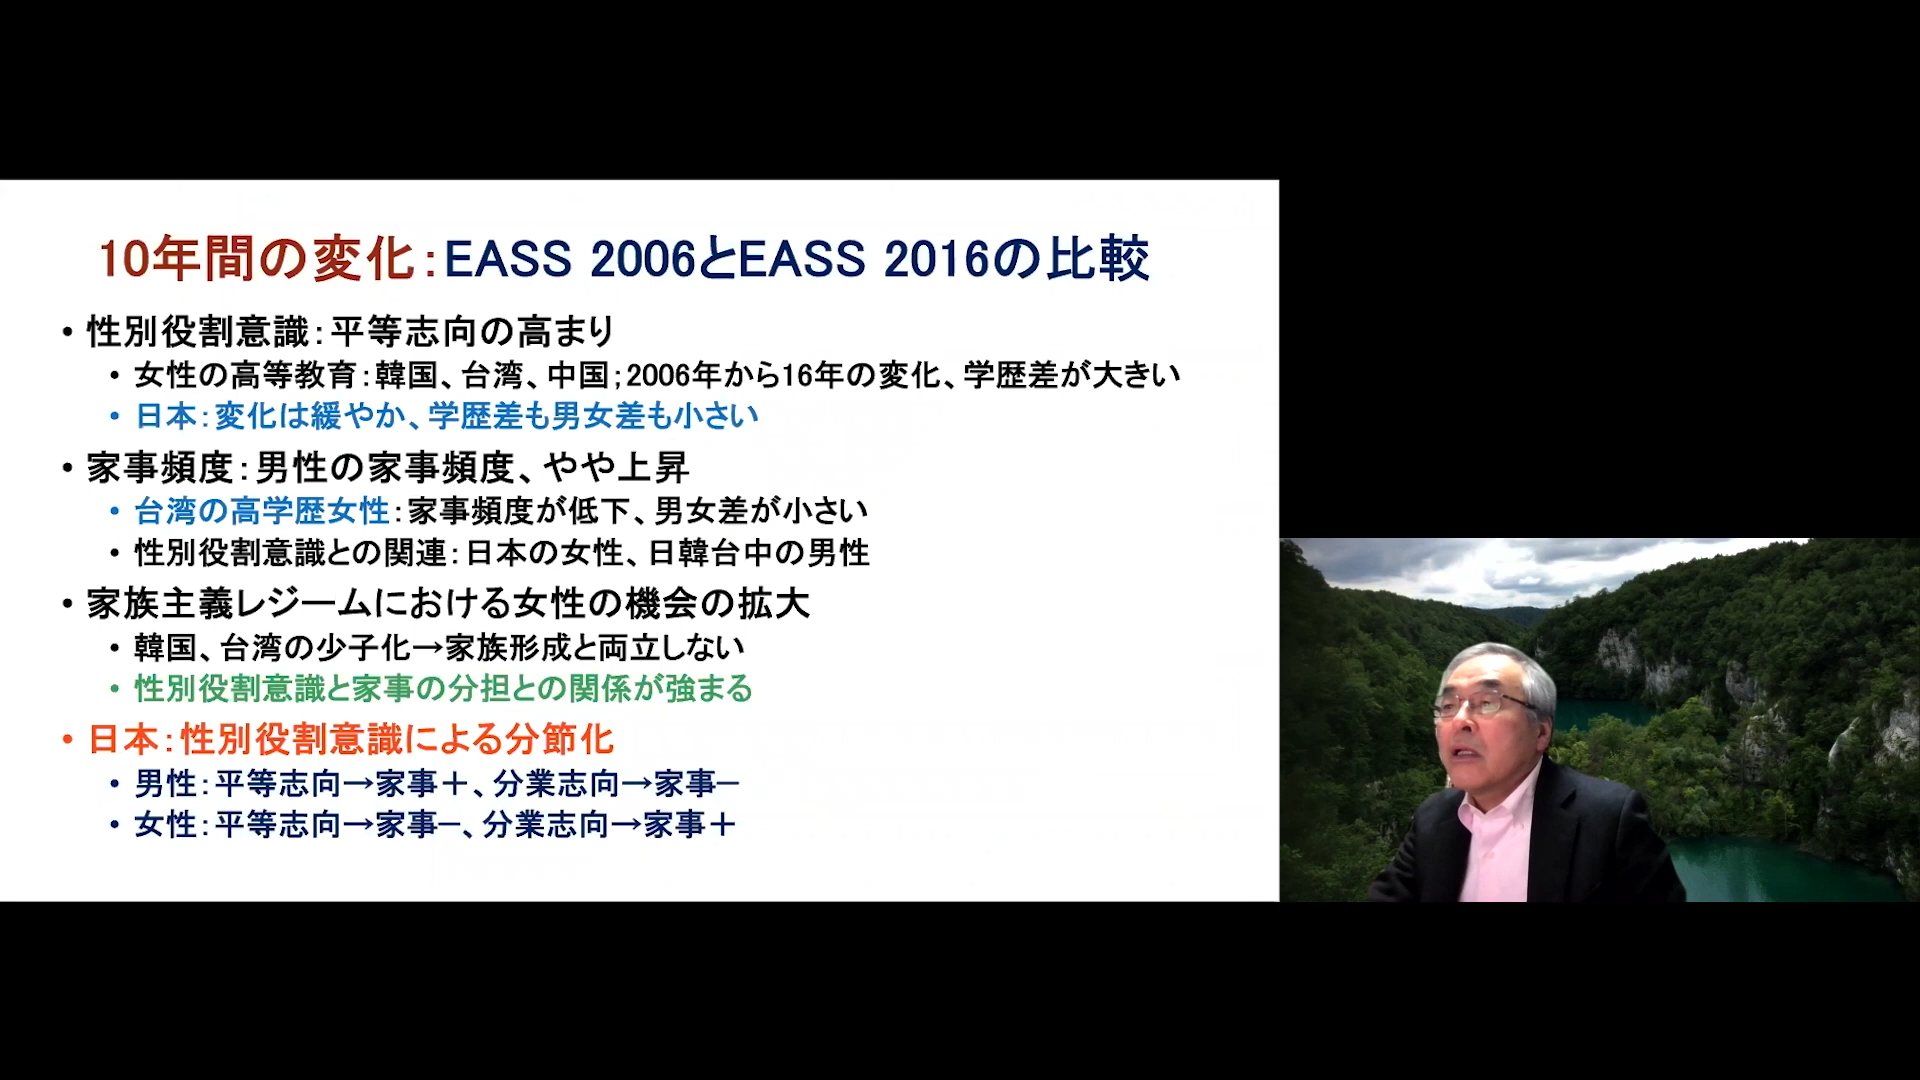 10年間の変化：EASS 2006とEASS 2016の比較
• 性別役割意識：平等志向の高まり
• 女性の高等教育：韓国、台湾、中国；2006年から16年の変化、学歴差が大きい
• 日本：変化は緩やか、学歴差も男女差も小さい
• 家事頻度：男性の家事頻度、やや上昇
• 台湾の高学歴女性：家事頻度が低下、男女差が小さい
• 性別役割意識との関連：日本の女性、日韓台中の男性
• 家族主義レジームにおける女性の機会の拡大
• 韓国、台湾の少子化→家族形成と両立しない
• 性別役割意識と家事の分担との関係が強まる
• 日本：性別役割意識による分節化
• 男性：平等志向→家事＋、分業志向→家事−
• 女性：平等志向→家事−、分業志向→家事＋